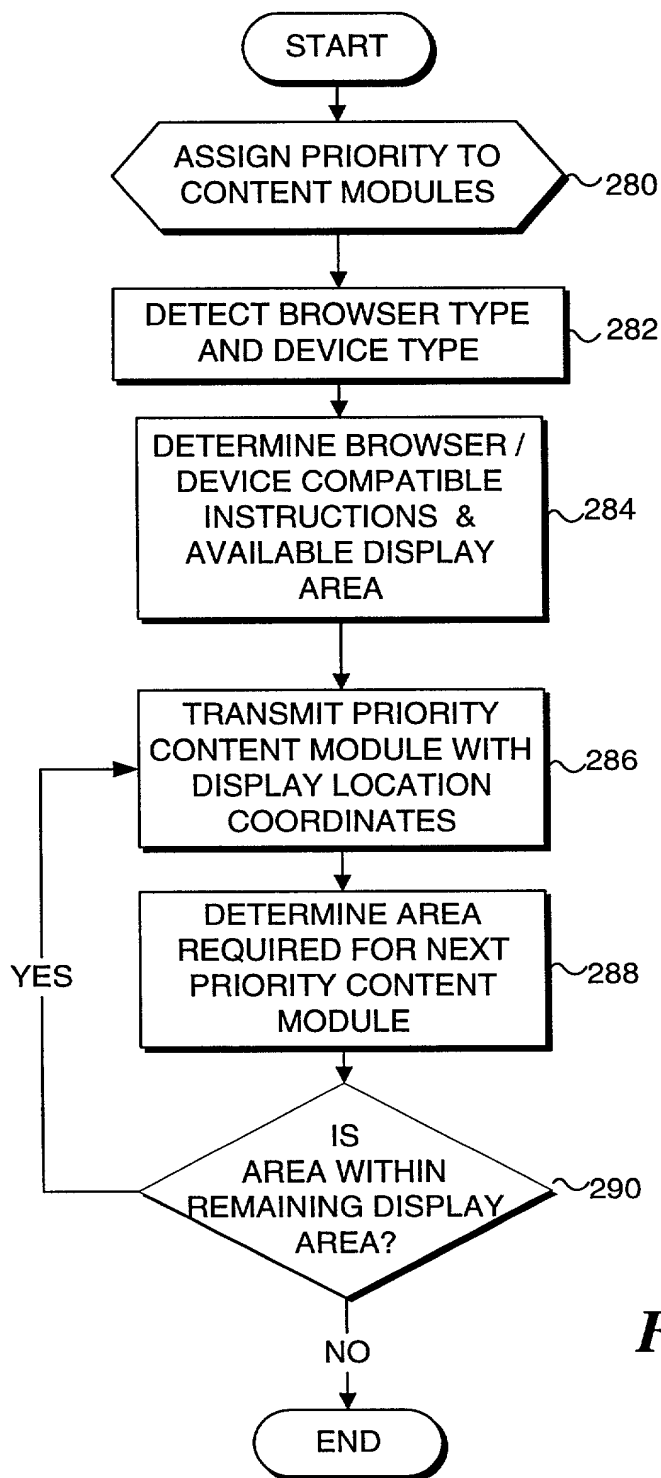 START
ASSIGN PRIORITY TO
CONTENT MODULES
280
DETECT BROWSER TYPE
AND DEVICE TYPE
282
DETERMINE BROWSER /
DEVICE COMPATIBLE
INSTRUCTIONS &
AVAILABLE DISPLAY
AREA
284
TRANSMIT PRIORITY
CONTENT MODULE WITH
DISPLAY LOCATION
COORDINATES
286
DETERMINE AREA
REQUIRED FOR NEXT
PRIORITY CONTENT
MODULE
288
YES
IS
AREA WITHIN
REMAINING DISPLAY
AREA?
290
NO
END